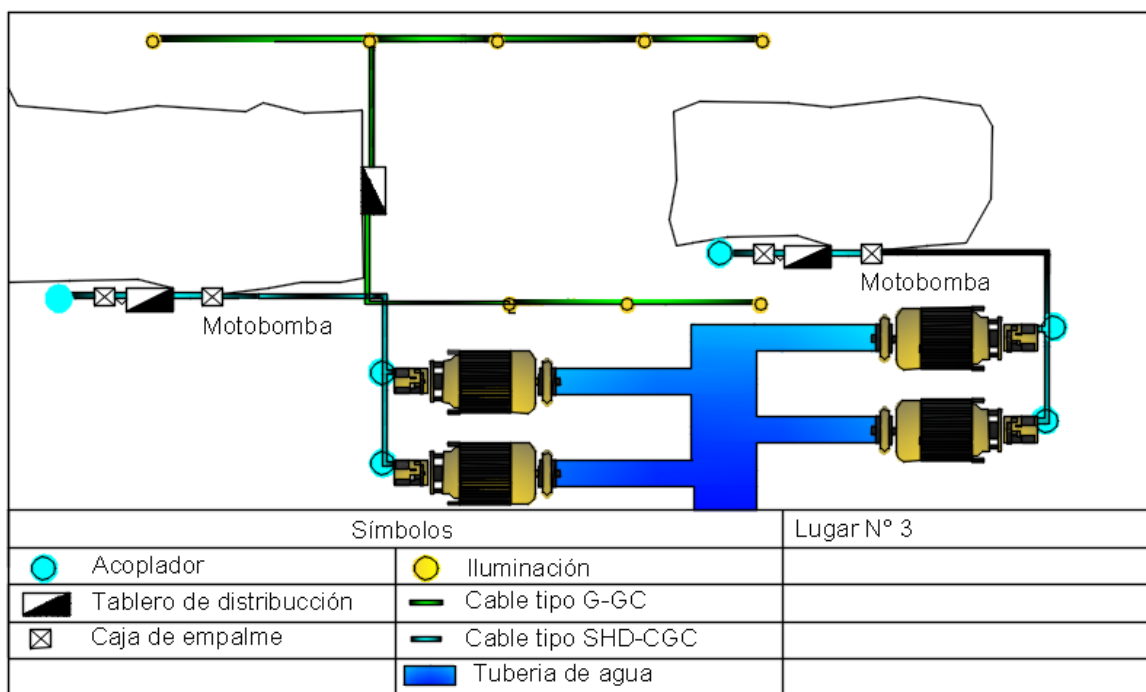 Motobomba
Motobomba
Símbolos
Lugar N° 3
Acoplador
Iluminación
Tablero de distribucción
Cable tipo G-GC
Caja de empalme
Cable tipo SHD-CGC
Tuberia de agua